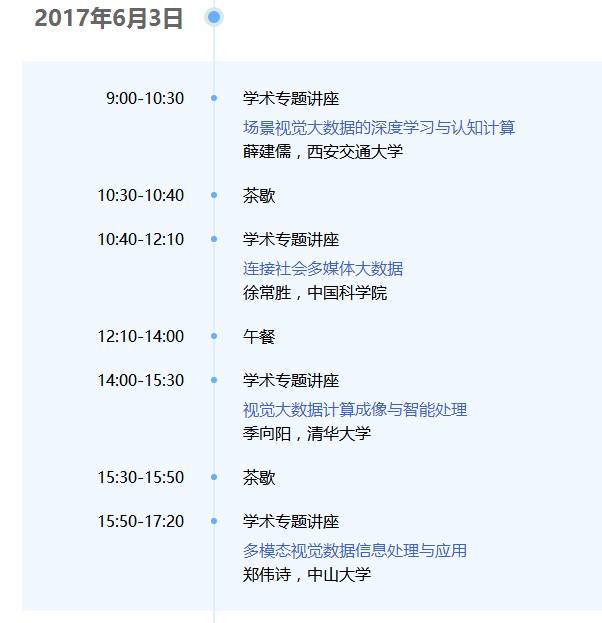 2017年6月3日
9:00-10:30 学术专题讲座
场景视觉大数据的深度学习与认知计算
薛建儒，西安交通大学
10:30-10:40 茶歇
10:40-12:10 学术专题讲座
连接社会多媒体大数据
徐常胜，中国科学院
12:10-14:00 午餐
14:00-15:30 学术专题讲座
视觉大数据计算成像与智能处理
季向阳，清华大学
15:30-15:50 茶歇
15:50-17:20 学术专题讲座
多模态视觉数据信息处理与应用
郑伟诗，中山大学